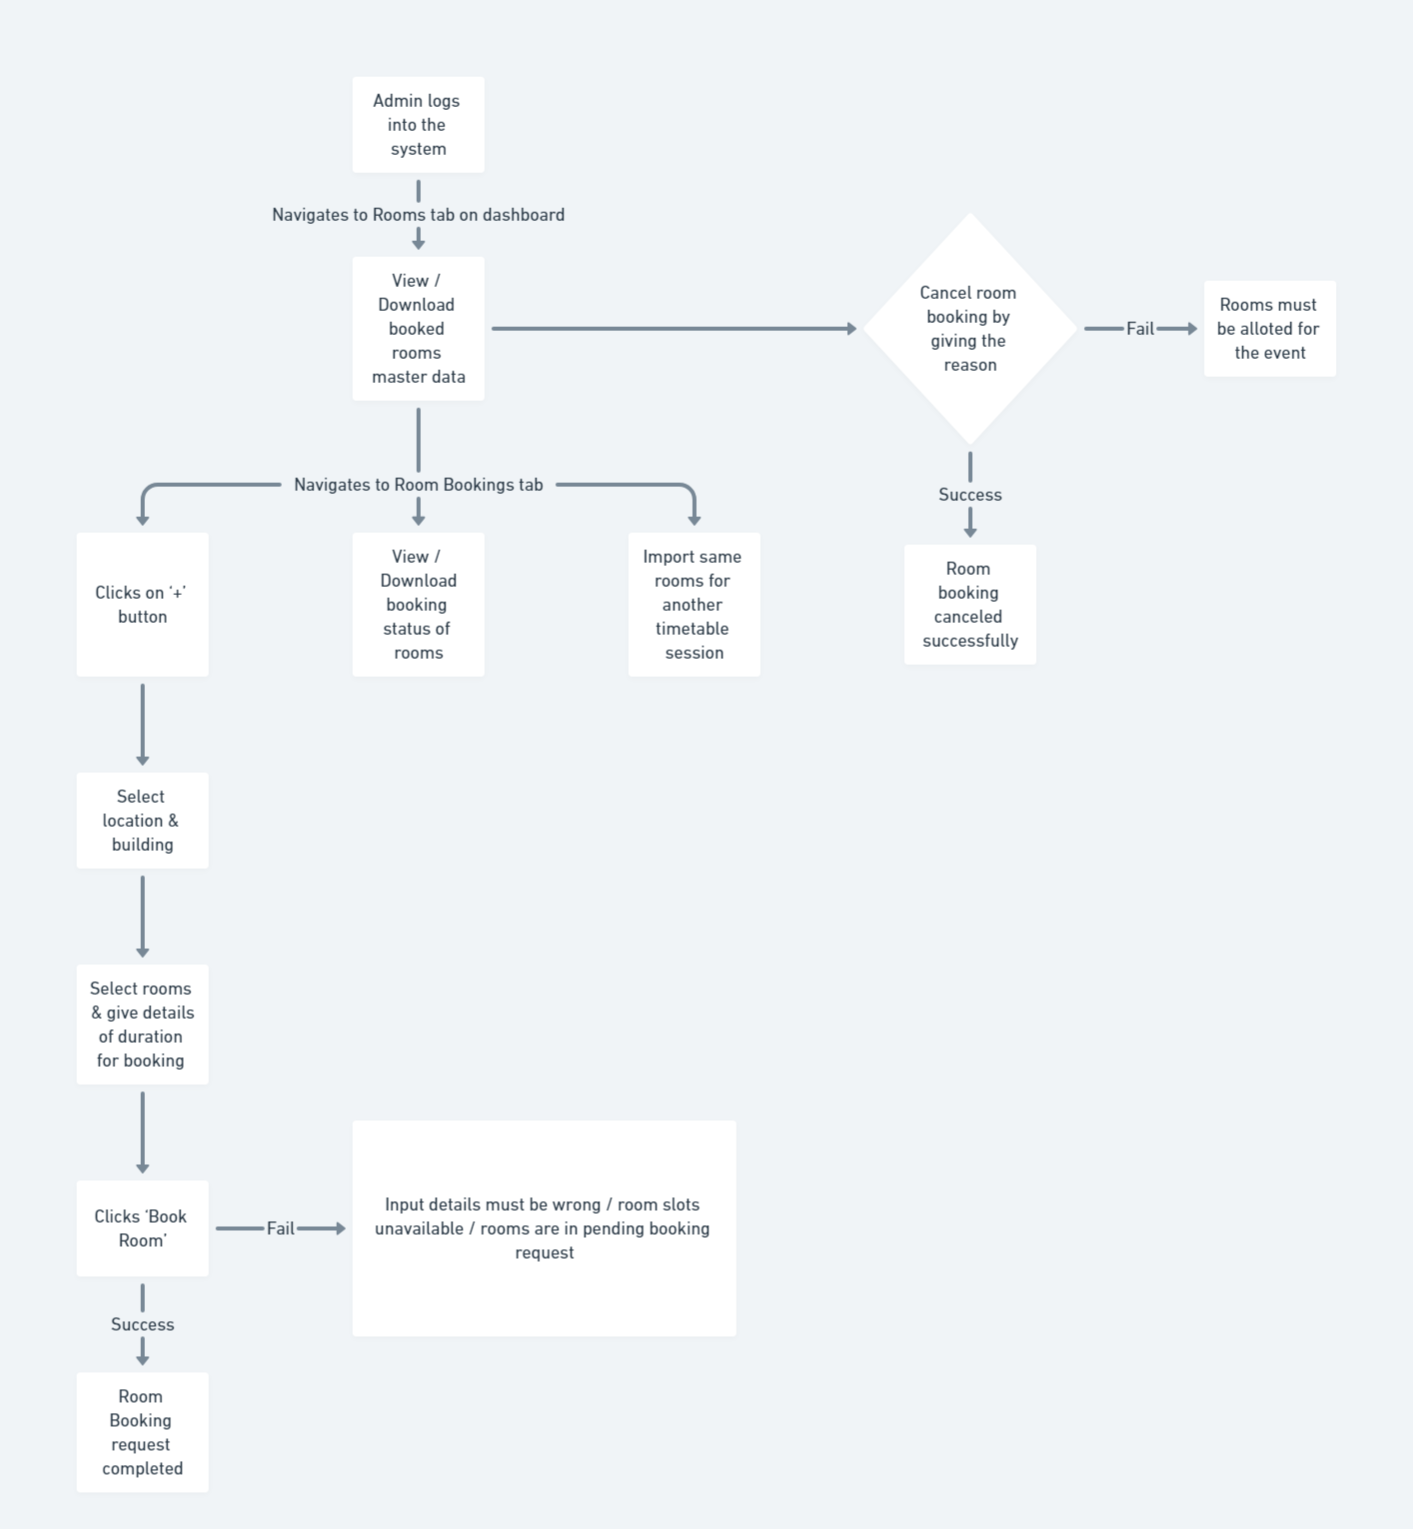 Admin logs
into the
system
Navigates to Rooms tab on dashboard
View /
Download
booked
rooms
master data
Cancel room
booking by
giving the
reason
Fail
Rooms must
be alloted for
the event
Success
Room
booking
canceled
successfully
Navigates to Room Bookings tab
Clicks on ‘+’
button
View /
Download
booking
status of
rooms
Import same
rooms for
another
timetable
session
Select
location &
building
Select rooms
& give details
of duration
for booking
Clicks ‘Book
Room’
Fail
Input details must be wrong / room slots
unavailable / rooms are in pending booking
request
Success
Room
Booking
request
completed